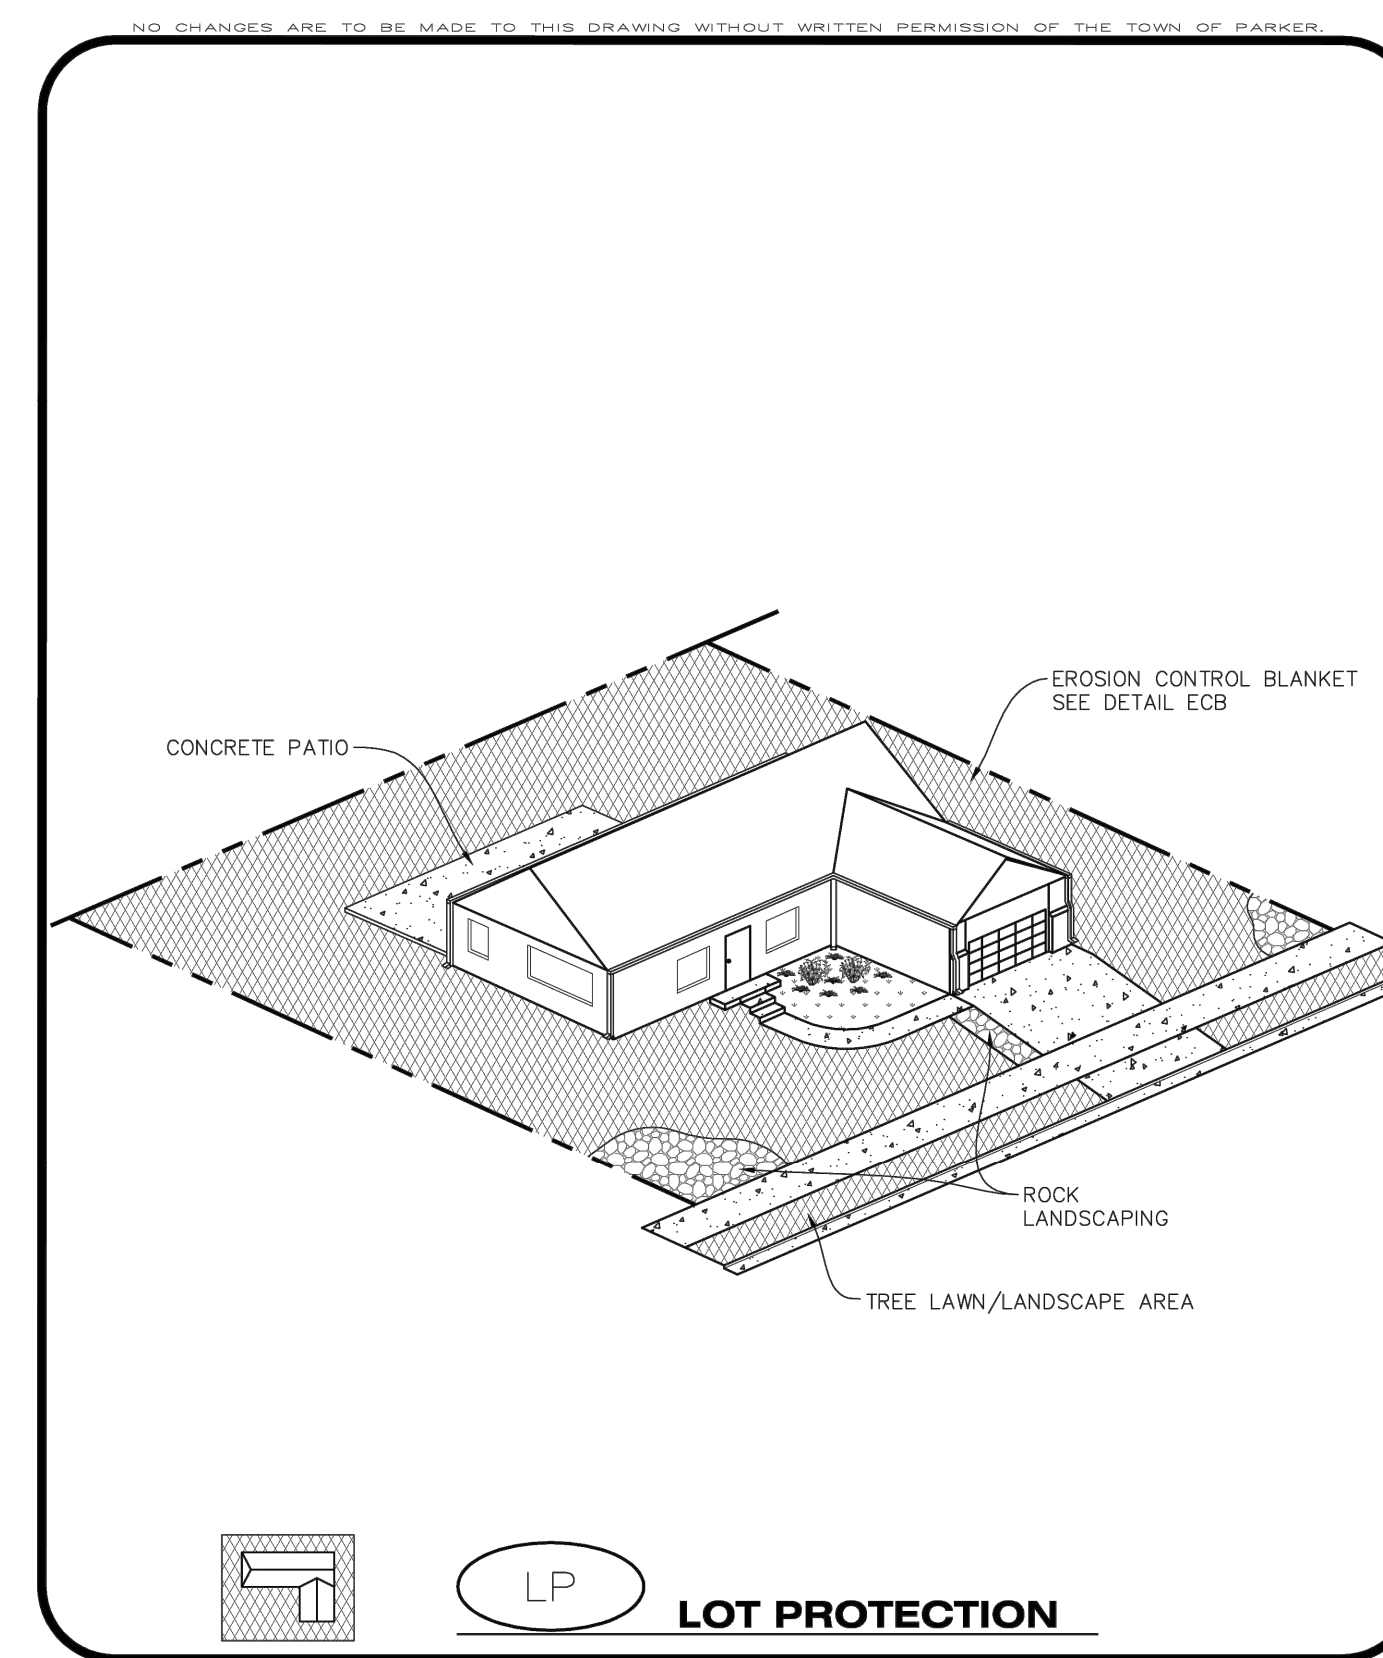 NO CHANGES ARE TO BE MADE TO THIS DRAWING WITHOUT WRITTEN PERMISSION OF THE TOWN OF PARKER.
EROSION CONTROL BLANKET
SEE DETAIL ECB
CONCRETE PATIO
ROCK
LANDSCAPING
TREE LAWN/LANDSCAPE AREA
LP
LOT PROTECTION